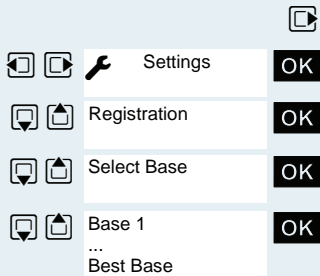 Settings OK
Registration OK
Select Base OK
Base 1 OK
...
Best Base